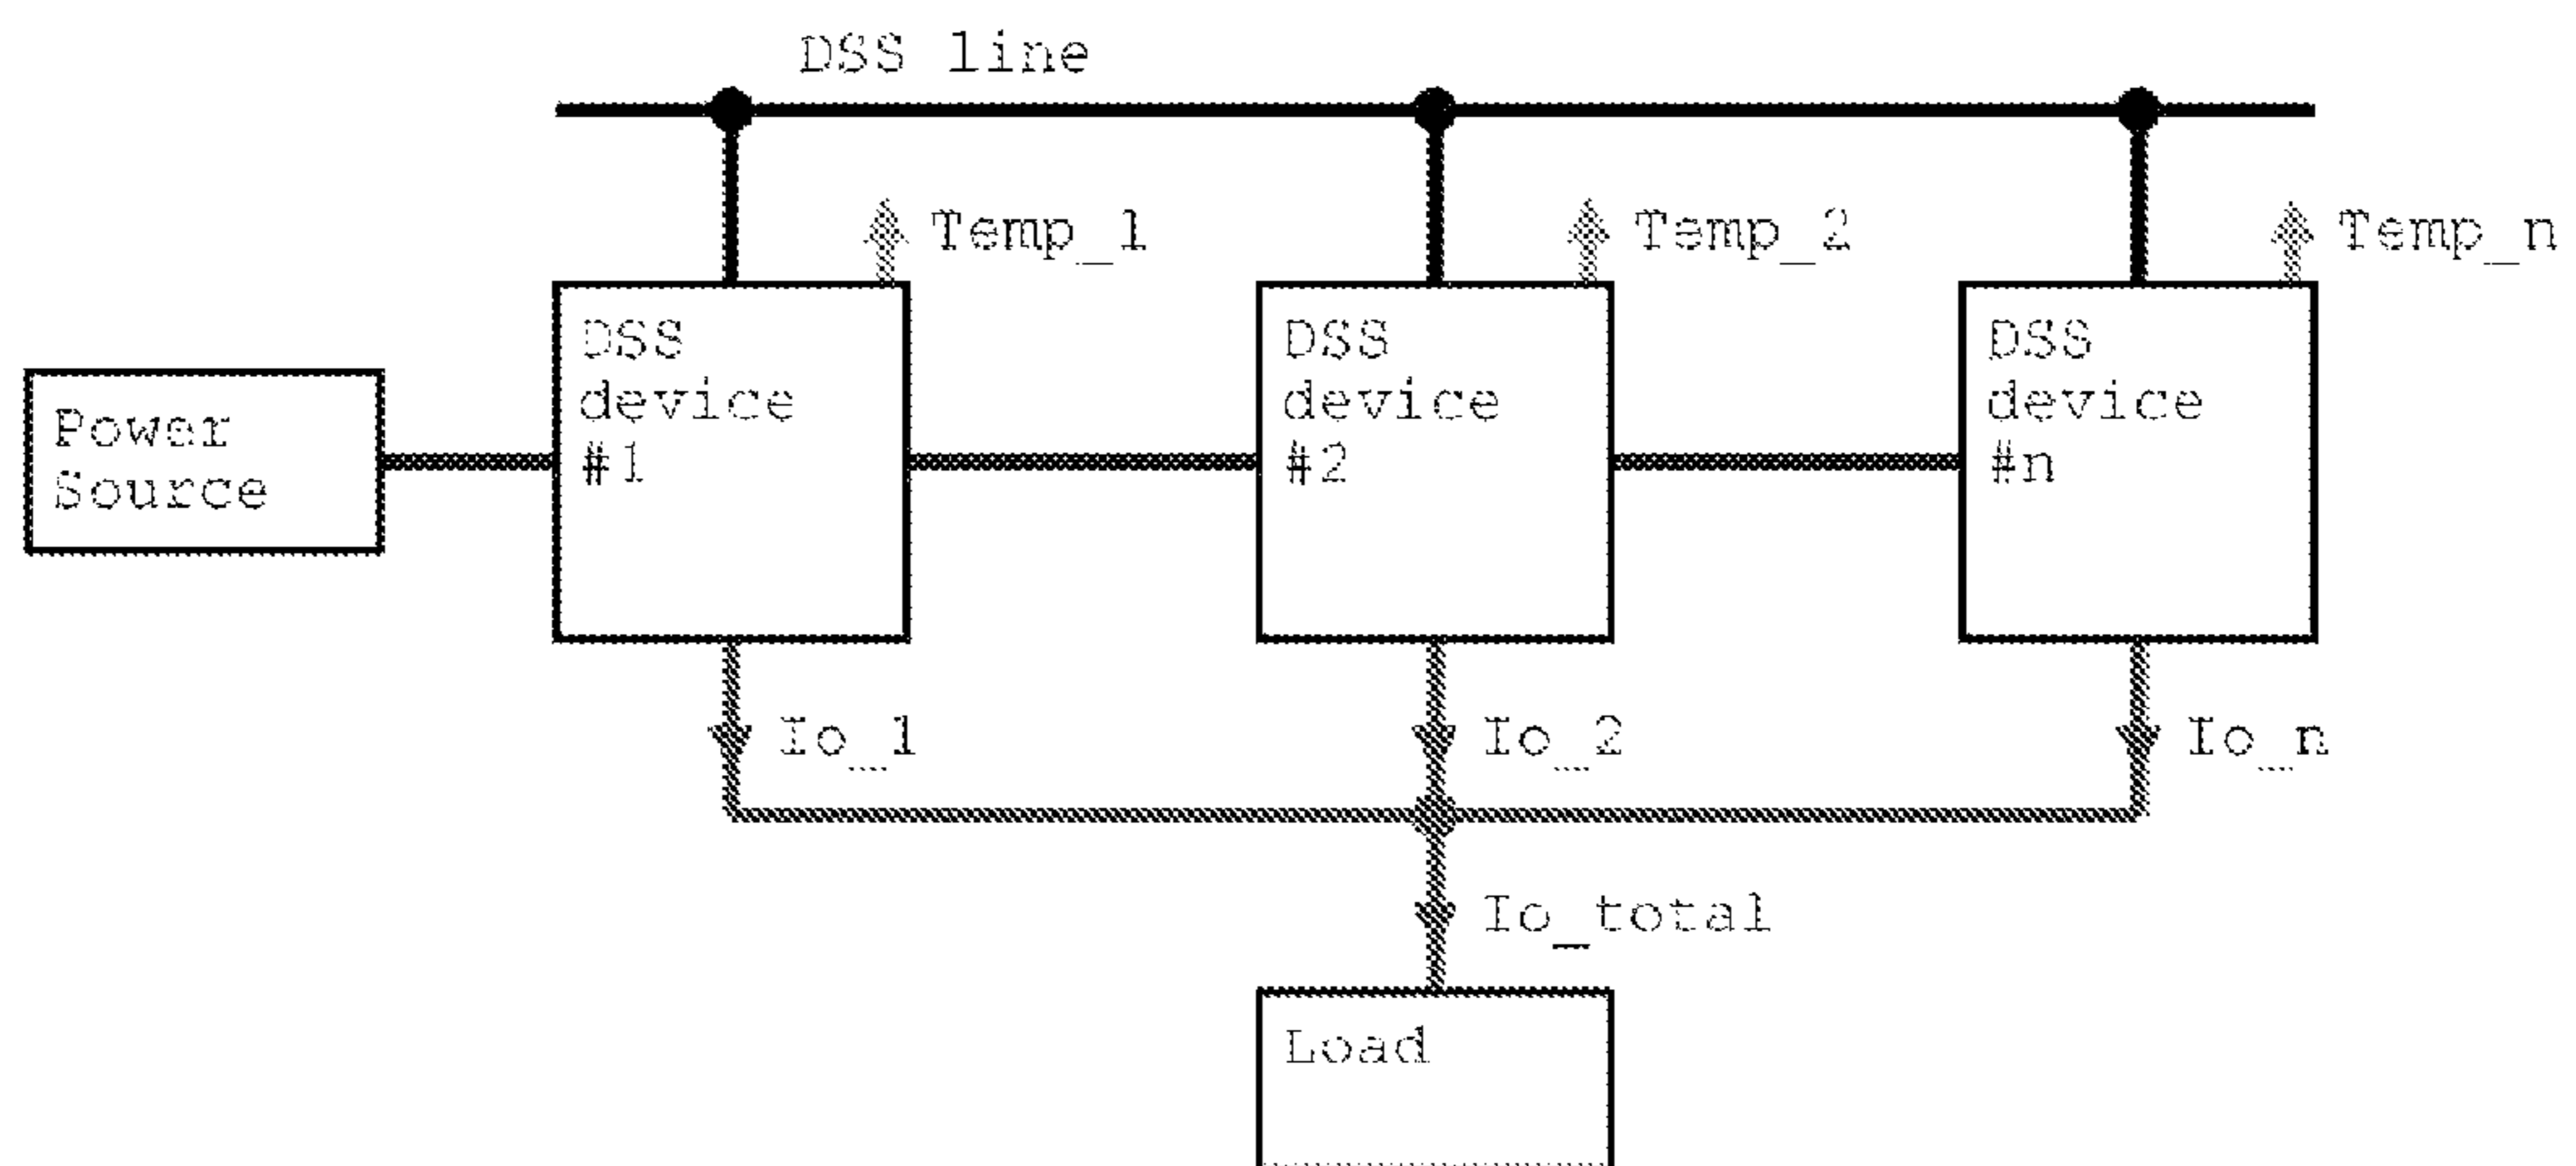 DSS line
Temp_1
Temp_2
Temp_n
DSS
device
#1
DSS
device
#2
DSS
device
#n
Power
Source
Io_1
Io_2
Io_n
Io_total
Load